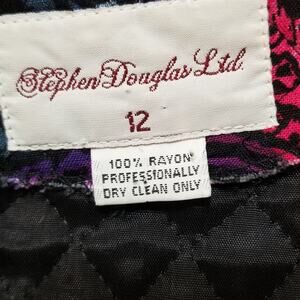 Stephen Douglas Ltd
12
100% RAYON
PROFESSIONALLY
DRY CLEAN ONLY